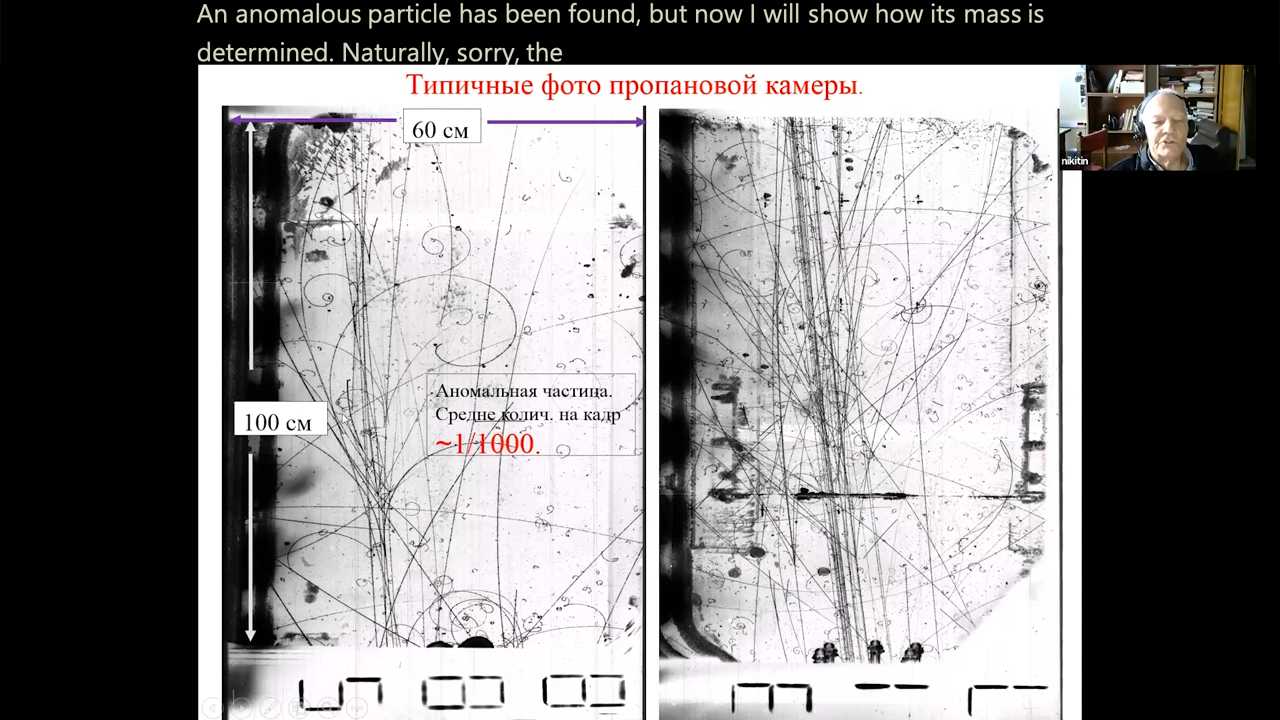 An anomalous particle has been found, but now I will show how its mass is
determined. Naturally, sorry, the
Типичные фото пропановой камеры.
60 см
nikitin
Аномальная частица.
Средне колич. на кадр
~1/1000.
100 см